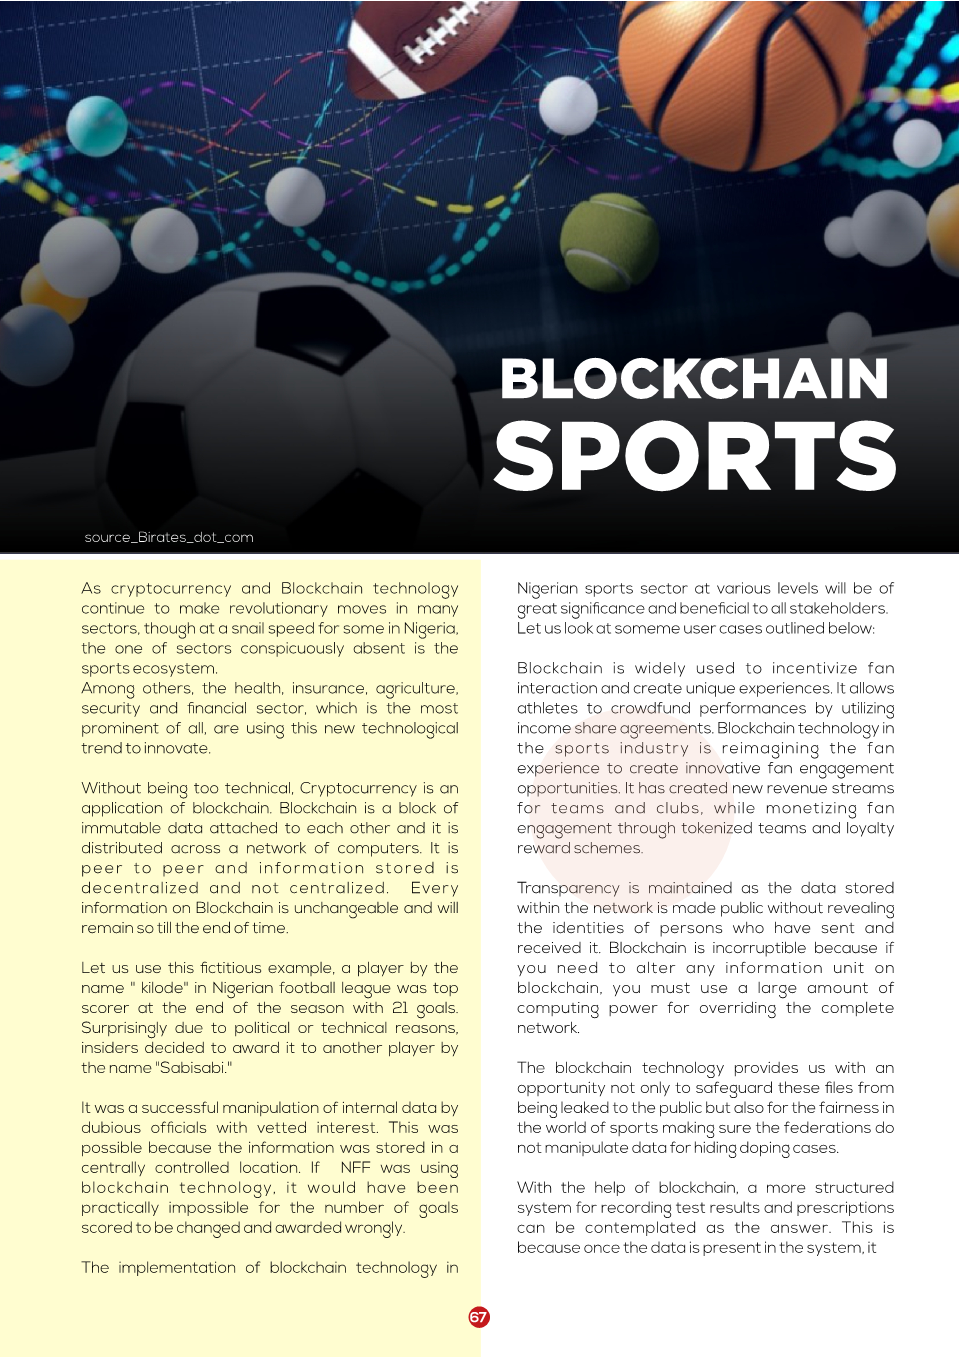 BLOCKCHAIN
SPORTS
source_Birates_dot_com
As cryptocurrency and Blockchain technology
continue to make revolutionary moves in many
sectors, though at a snail speed for some in Nigeria,
the one of sectors conspicuously absent is the
sports ecosystem.
Among others, the health, insurance, agriculture,
security and financial sector, which is the most
prominent of all, are using this new technological
trend to innovate.
Without being too technical, Cryptocurrency is an
application of blockchain. Blockchain is a block of
immutable data attached to each other and it is
distributed across a network of computers. It is
peer to peer and information stored is
decentralized and not centralized. Every
information on Blockchain is unchangeable and will
remain so till the end of time.
Let us use this fictitious example, a player by the
name " kilode" in Nigerian football league was top
scorer at the end of the season with 21 goals.
Surprisingly due to political or technical reasons,
insiders decided to award it to another player by
the name "Sabisabi."
It was a successful manipulation of internal data by
dubious officials with vetted interest. This was
possible because the information was stored in a
centrally controlled location. If NFF was using
blockchain technology, it would have been
practically impossible for the number of goals
scored to be changed and awarded wrongly.
The implementation of blockchain technology in
Nigerian sports sector at various levels will be of
great significance and beneficial to all stakeholders.
Let us look at someme user cases outlined below:
Blockchain is widely used to incentivize fan
interaction and create unique experiences. It allows
athletes to crowdfund performances by utilizing
income share agreements. Blockchain technology in
the sports industry is reimagining the fan
experience to create innovative fan engagement
opportunities. It has created new revenue streams
for teams and clubs, while monetizing fan
engagement through tokenized teams and loyalty
reward schemes.
Transparency is maintained as the data stored
within the network is made public without revealing
the identities of persons who have sent and
received it. Blockchain is incorruptible because if
you need to alter any information unit on
blockchain, you must use a large amount of
computing power for overriding the complete
network.
The blockchain technology provides us with an
opportunity not only to safeguard these files from
being leaked to the public but also for the fairness in
the world of sports making sure the federations do
not manipulate data for hiding doping cases.
With the help of blockchain, a more structured
system for recording test results and prescriptions
can be contemplated as the answer. This is
because once the data is present in the system, it
67